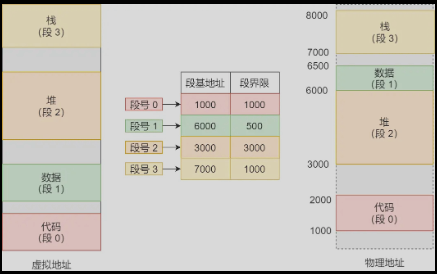 栈
（段 3）
堆
（段 2）
数据
（段 1）
代码
（段 0）
虚拟地址
段基地址 段界限
段号 0 1000 1000
段号 1 6000 500
段号 2 3000 3000
段号 3 7000 1000
8000
栈
（段 3）
7000
6500
数据
（段 1）
6000
堆
（段 2）
3000
2000
代码
（段 0）
1000
物理地址